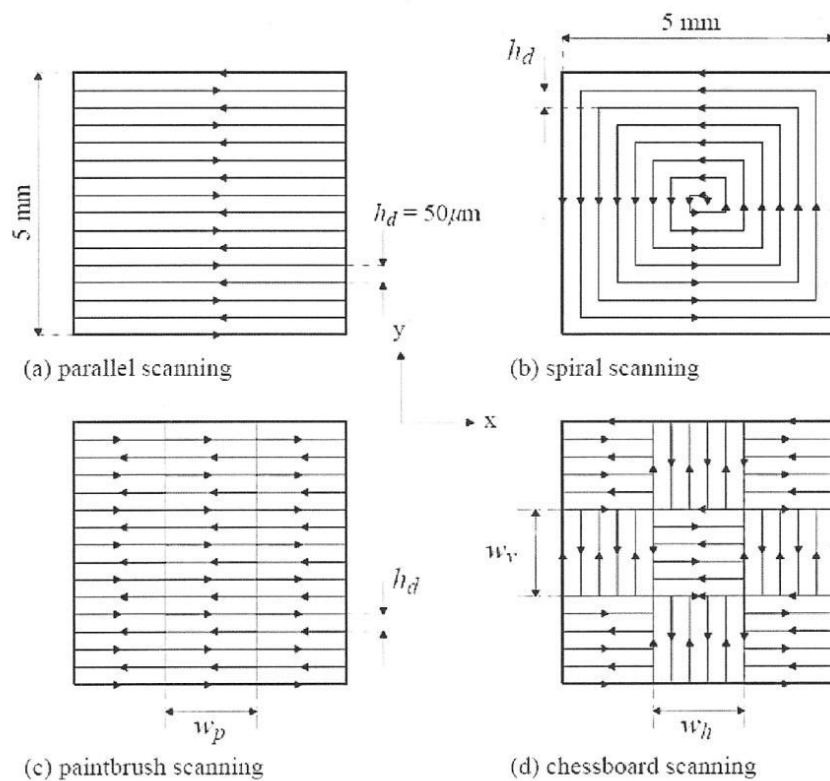 5 mm
h_d
5 mm
h_d = 50μm
y
x
(a) parallel scanning
(b) spiral scanning
h_d
w_v
w_p
w_h
(c) paintbrush scanning
(d) chessboard scanning